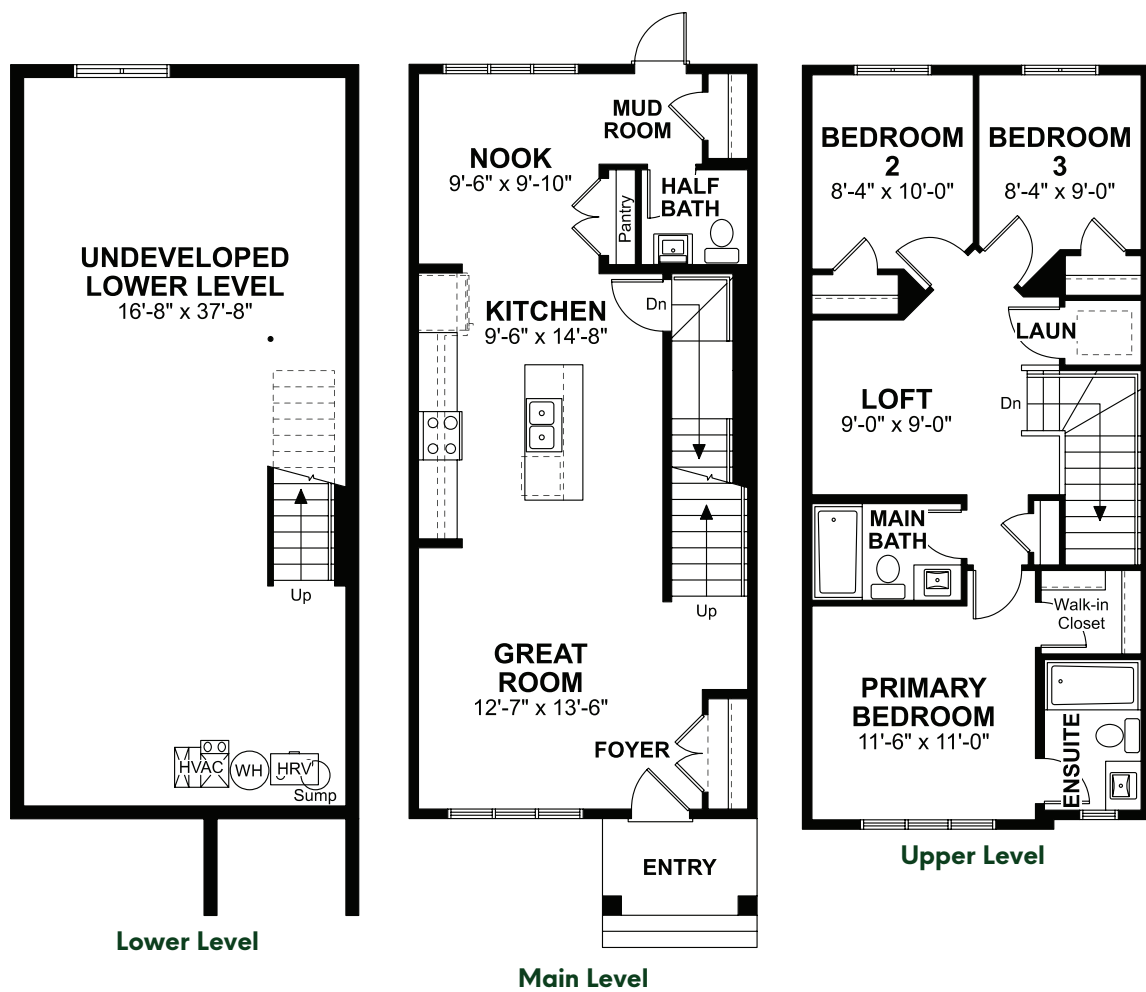 UNDEVELOPED
LOWER LEVEL
16'-8" x 37'-8"
Up
HVAC
WH
HRV
Sump
Lower Level
MUD
ROOM
NOOK
9'-6" x 9'-10"
HALF
BATH
Pantry
KITCHEN
9'-6" x 14'-8"
Dn
Up
GREAT
ROOM
12'-7" x 13'-6"
FOYER
ENTRY
Main Level
BEDROOM
2
8'-4" x 10'-0"
BEDROOM
3
8'-4" x 9'-0"
LAUN
LOFT
9'-0" x 9'-0"
Dn
MAIN
BATH
Walk-in
Closet
PRIMARY
BEDROOM
11'-6" x 11'-0"
ENSUITE
Upper Level